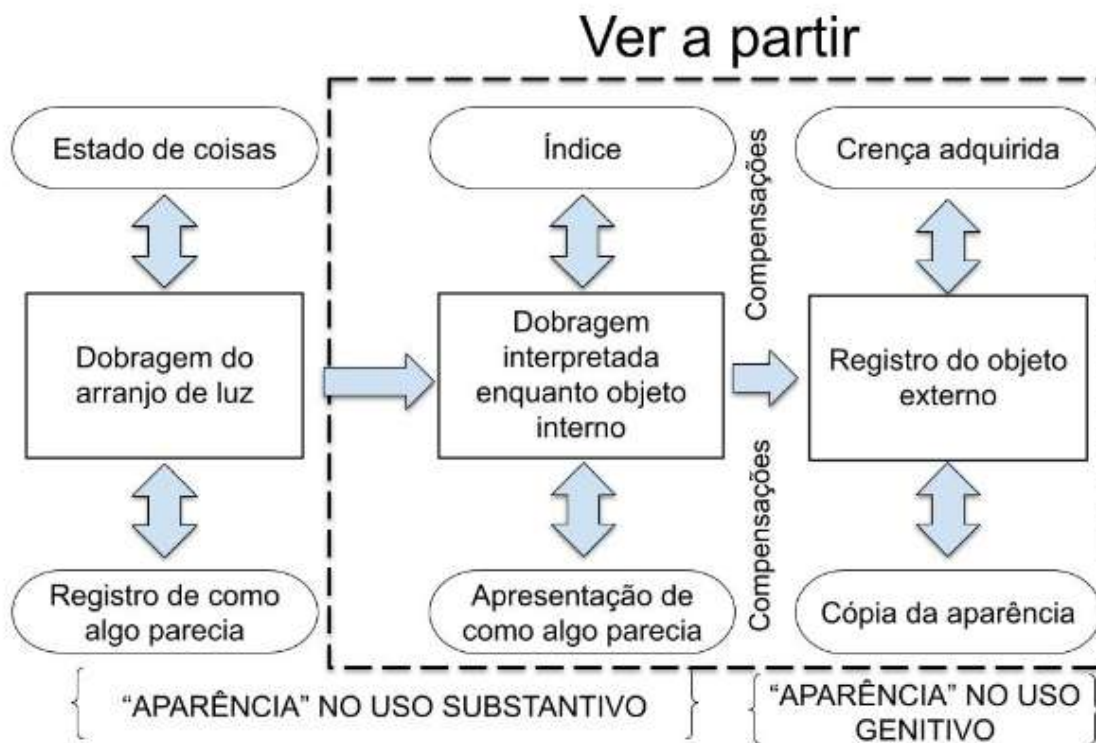 Ver a partir
Estado de coisas
Índice
Crença adquirida
Compensações
Dobragem do
arranjo de luz
Dobragem
interpretada
enquanto objeto
interno
Registro do objeto
externo
Compensações
Registro de como
algo parecia
Apresentação de
como algo parecia
Cópia da aparência
“APARÊNCIA” NO USO SUBSTANTIVO
“APARÊNCIA” NO USO
GENITIVO